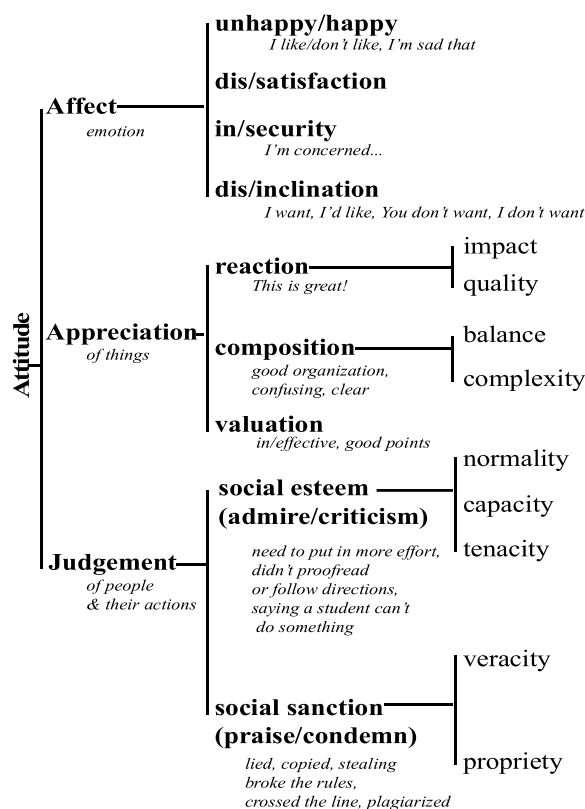 Attitude
Affect
emotion
unhappy/happy
I like/don't like, I'm sad that
dis/satisfaction
in/security
I'm concerned...
dis/inclination
I want, I'd like, You don't want, I don't want
Appreciation
of things
reaction
This is great!
impact
quality
composition
good organization,
confusing, clear
balance
complexity
valuation
in/effective, good points
Judgement
of people
& their actions
social esteem
(admire/criticism)
need to put in more effort,
didn't proofread
or follow directions,
saying a student can't
do something
normality
capacity
tenacity
social sanction
(praise/condemn)
lied, copied, stealing
broke the rules,
crossed the line, plagiarized
veracity
propriety